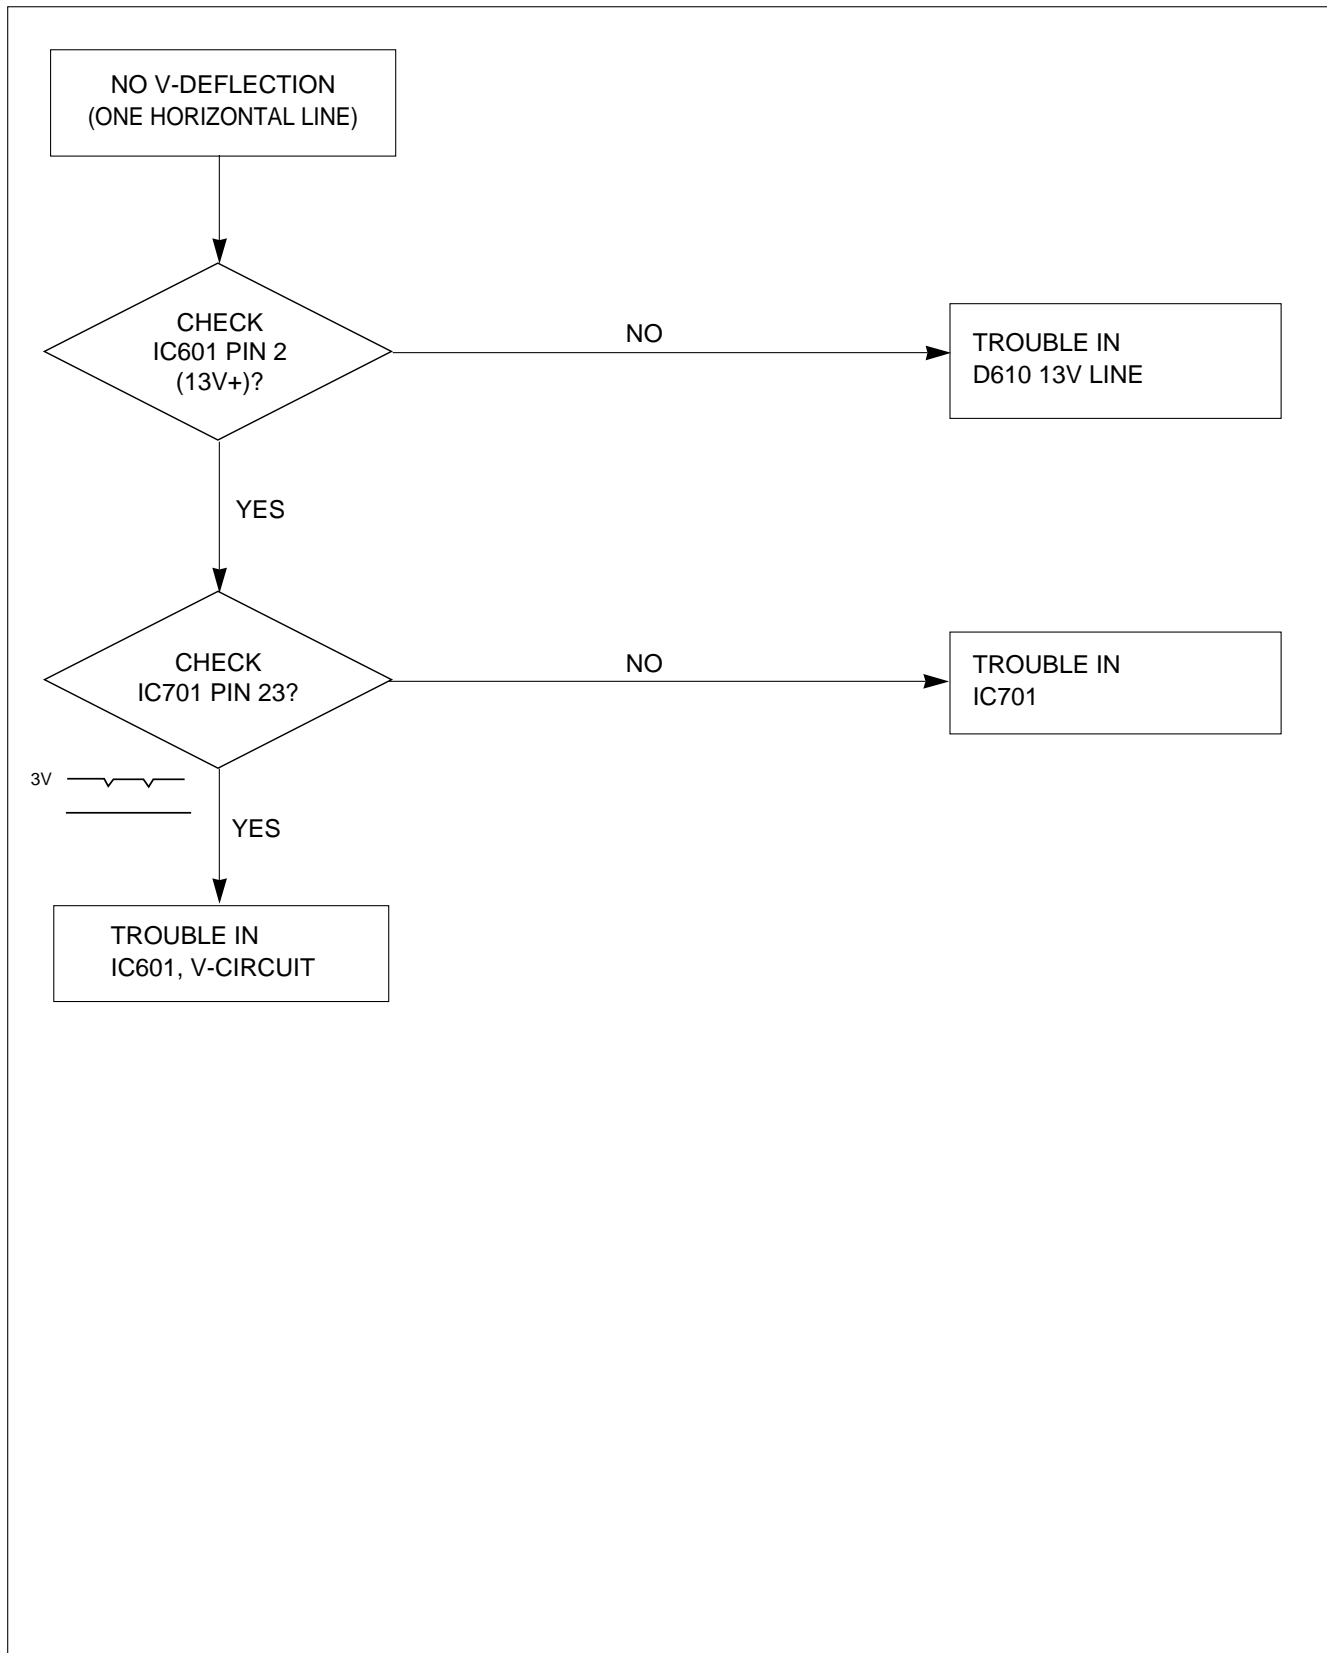 NO V-DEFLECTION
(ONE HORIZONTAL LINE)
CHECK
IC601 PIN 2
(13V+)?
NO
TROUBLE IN
D610 13V LINE
YES
CHECK
IC701 PIN 23?
NO
TROUBLE IN
IC701
3V
YES
TROUBLE IN
IC601, V-CIRCUIT